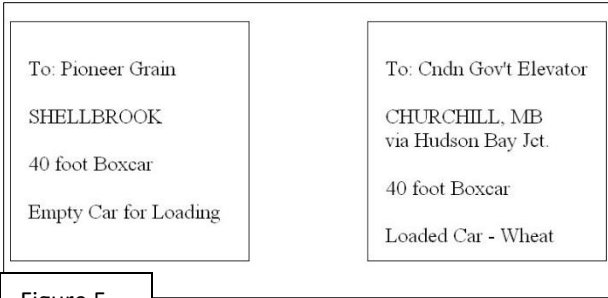 To: Pioneer Grain
SHELLBROOK
40 foot Boxcar
Empty Car for Loading
To: Cndn Gov't Elevator
CHURCHILL, MB
via Hudson Bay Jct.
40 foot Boxcar
Loaded Car - Wheat
Figure 5